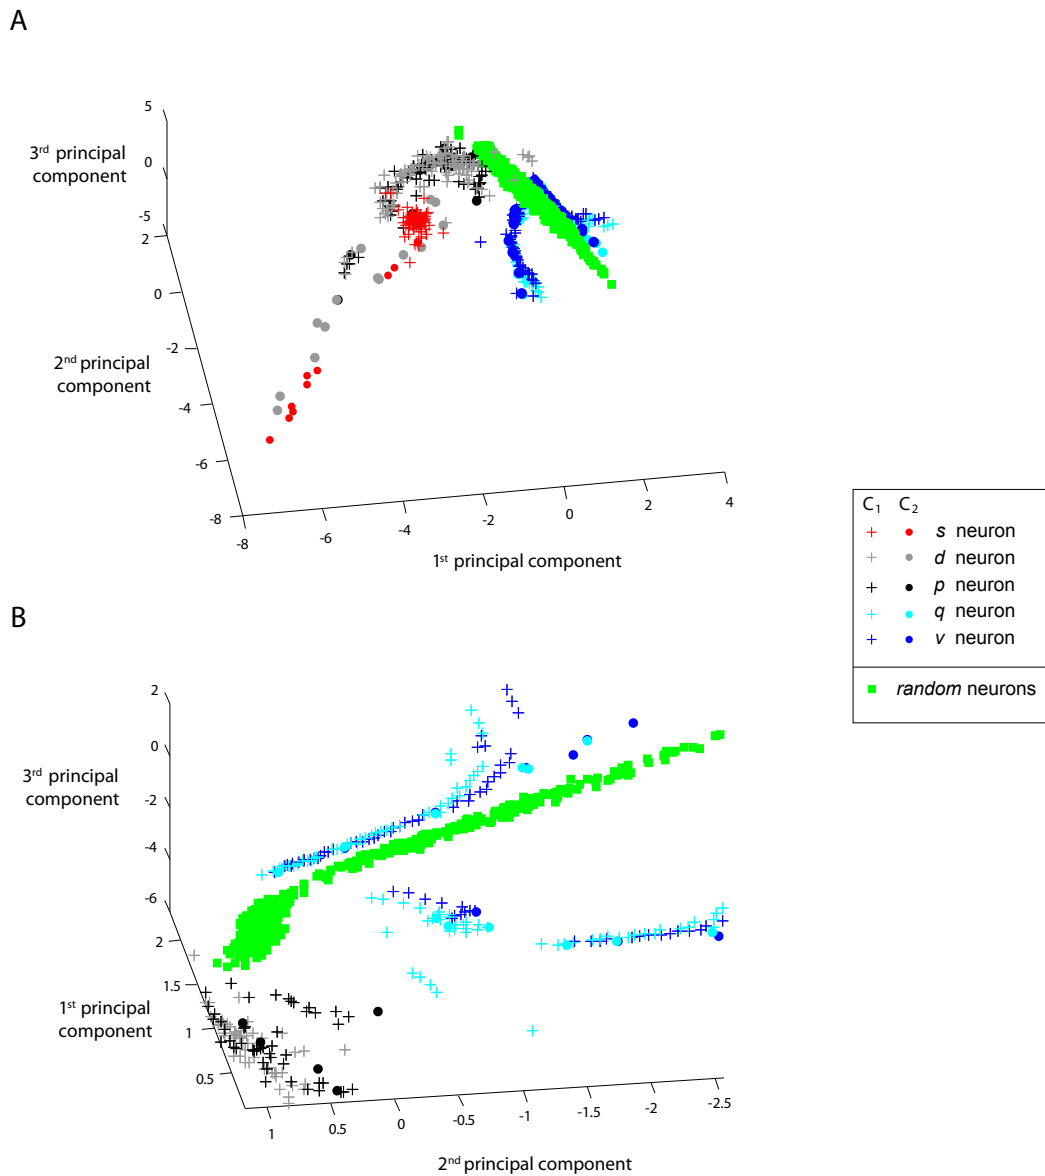 A
5
3rd principal
component
0
-5
2
0
2nd principal
component
-2
-4
-6
-8
-8
-6
-4
-2
0
2
4
1st principal component
C1 C2
s neuron
d neuron
p neuron
q neuron
v neuron
random neurons
B
2
0
3rd principal
component
-2
-4
-6
2
1.5
1st principal
component
1
0.5
1
0.5
0
-0.5
-1
-1.5
-2
-2.5
2nd principal component